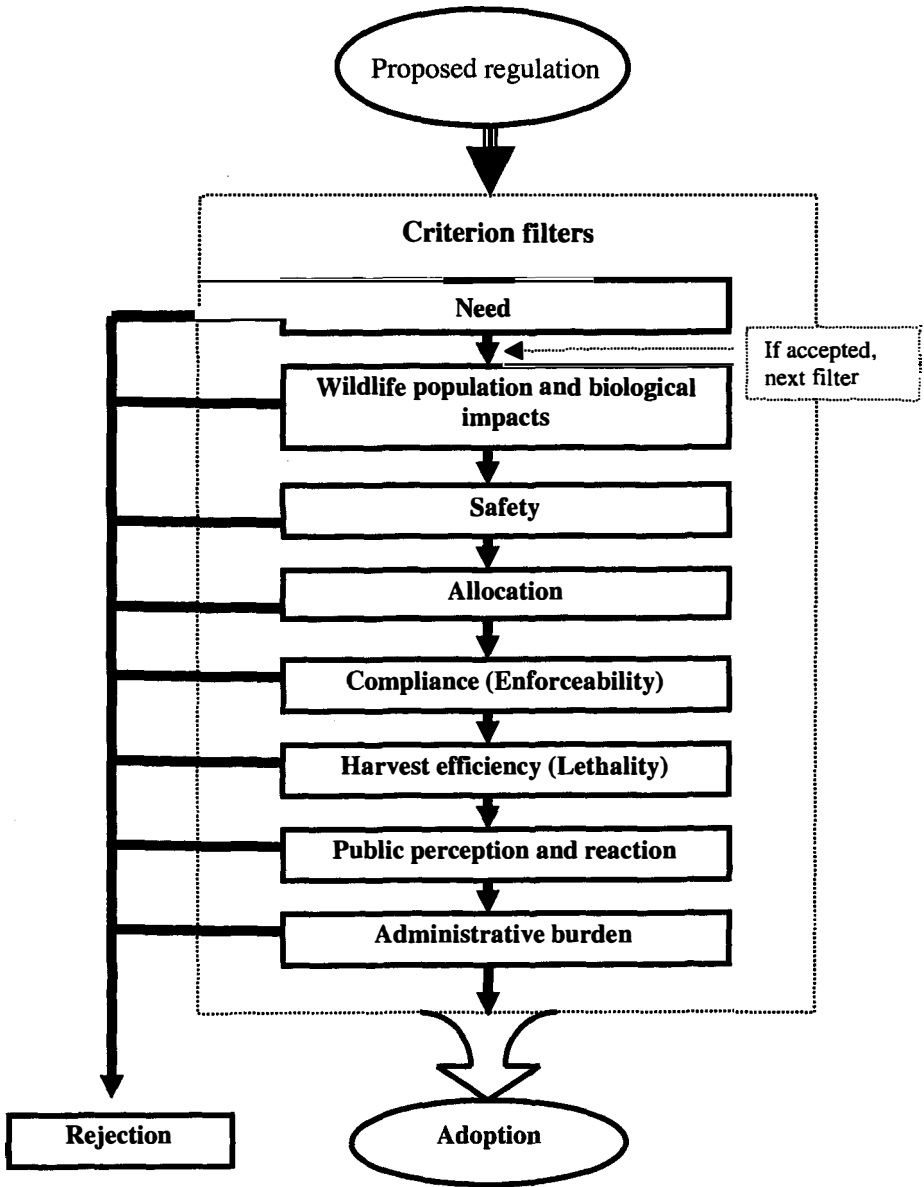 Proposed regulation
Criterion filters
Need
If accepted,
next filter
Wildlife population and biological
impacts
Safety
Allocation
Compliance (Enforceability)
Harvest efficiency (Lethality)
Public perception and reaction
Administrative burden
Rejection
Adoption